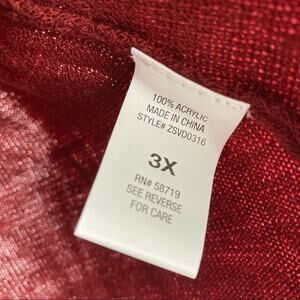 100% ACRYLIC
MADE IN CHINA
STYLE# ZSVD0316
3X
RN# 58719
SEE REVERSE
FOR CARE